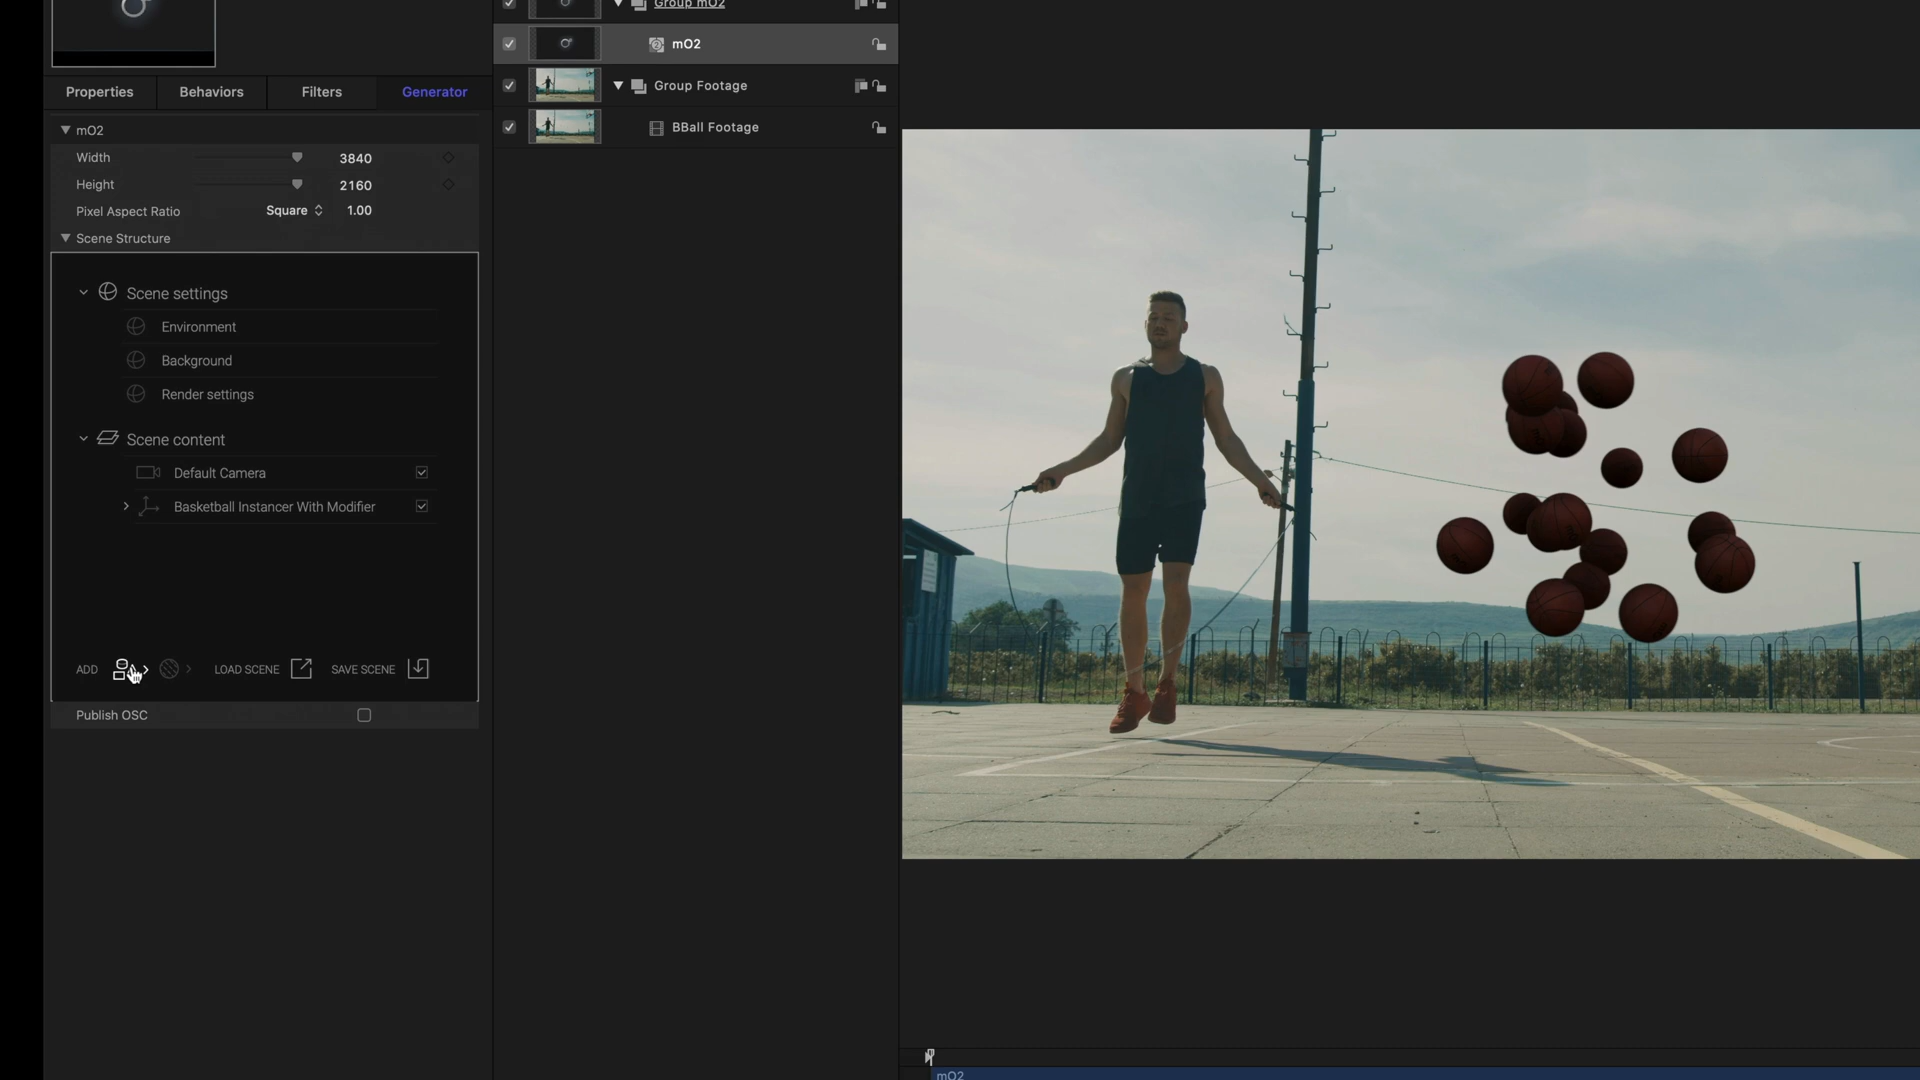 Group mO2
mO2
Properties
Behaviors
Filters
Generator
Group Footage
mO2
BBall Footage
Width
3840
Height
2160
Pixel Aspect Ratio
Square
1.00
Scene Structure
Scene settings
Environment
Background
Render settings
Scene content
Default Camera
Basketball Instancer With Modifier
ADD
LOAD SCENE
SAVE SCENE
Publish OSC
mO2